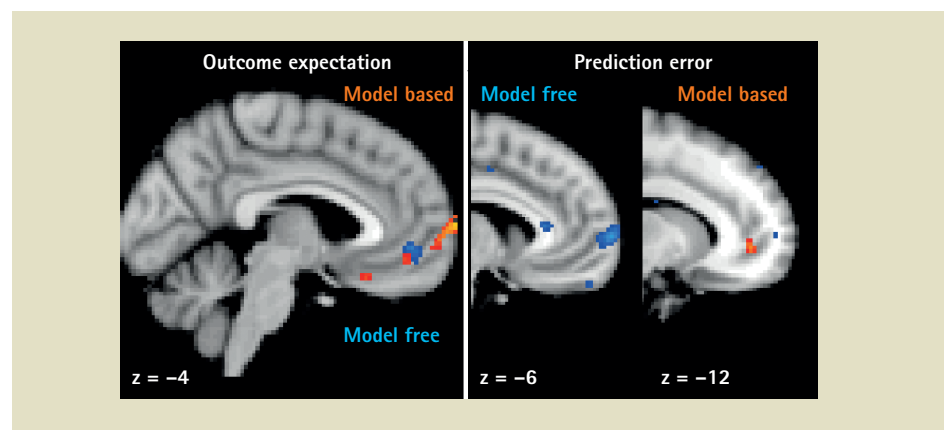 Outcome expectation
Model based
Model free
z = –4
Prediction error
Model free
Model based
z = –6
z = –12